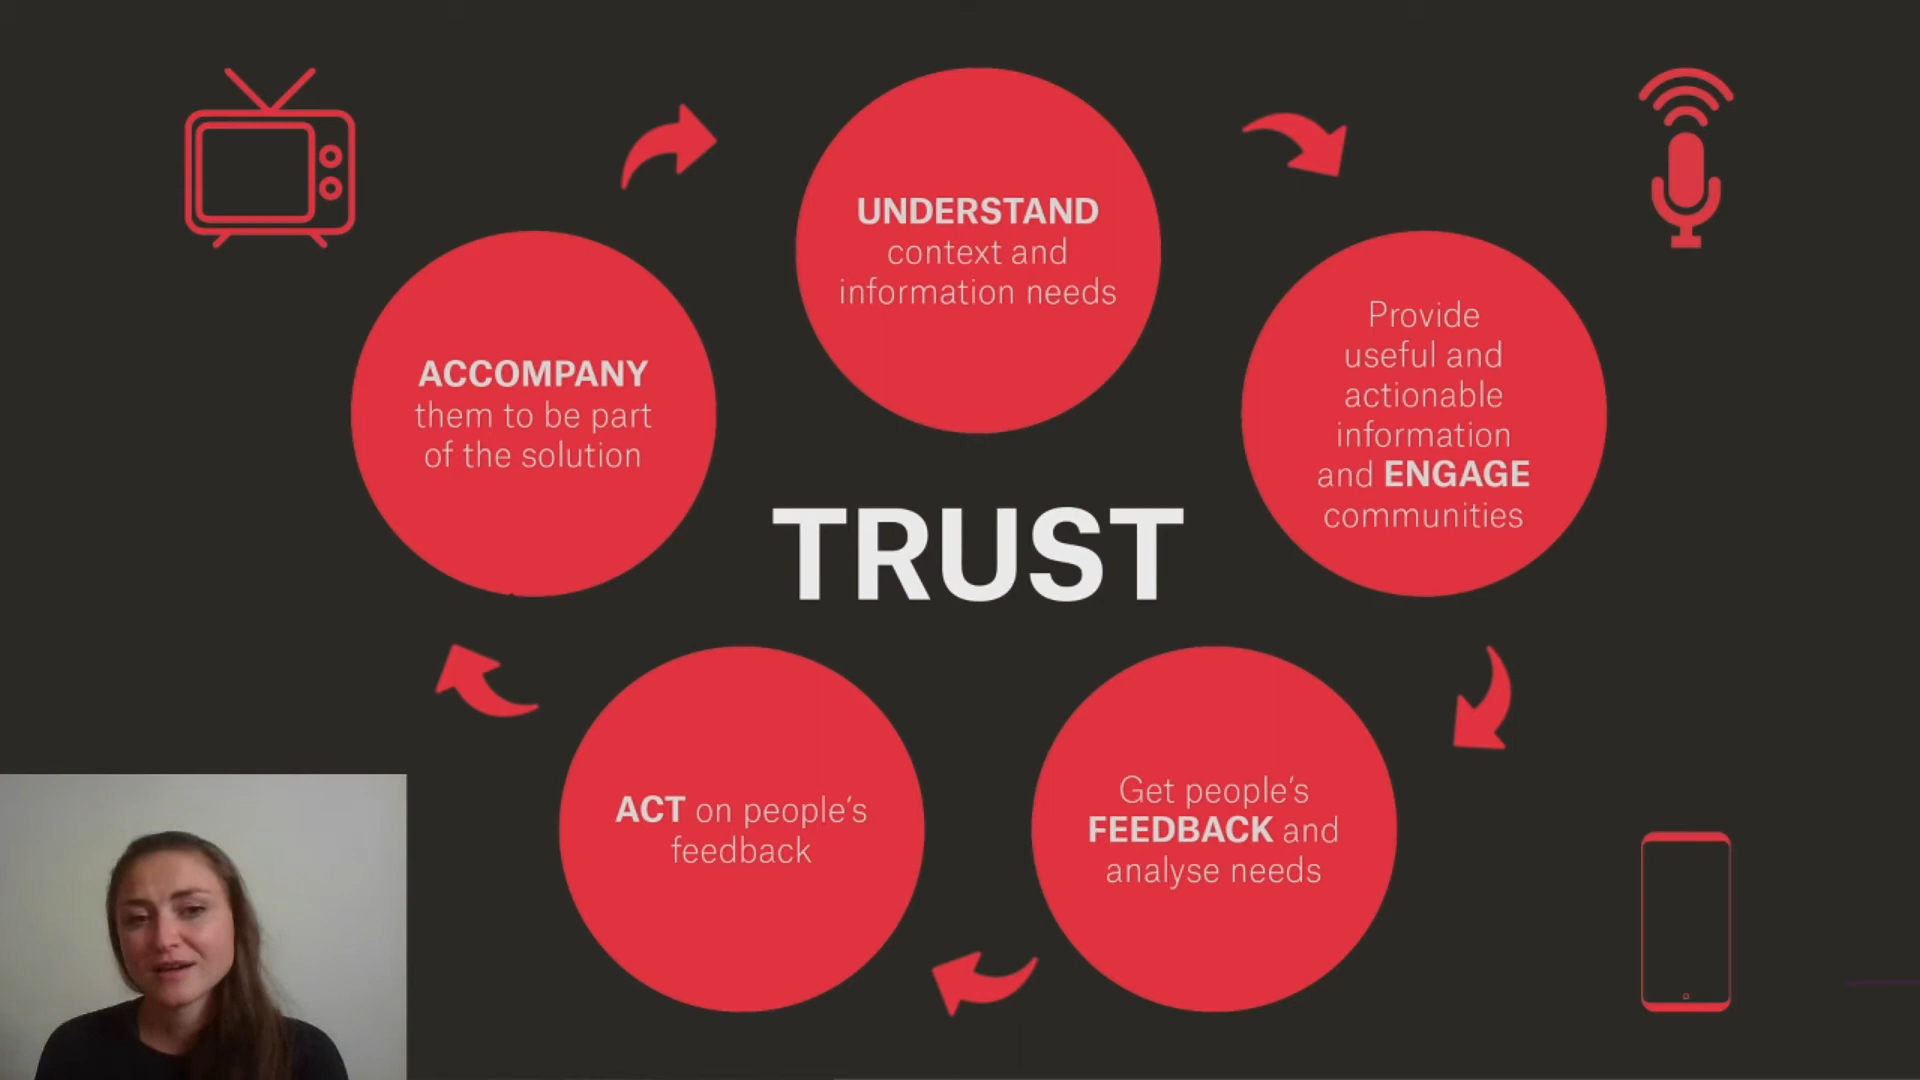 UNDERSTAND
context and
information needs
Provide
useful and
actionable
information
and ENGAGE
communities
Get people's
FEEDBACK and
analyse needs
ACT on people's
feedback
ACCOMPANY
them to be part
of the solution
TRUST